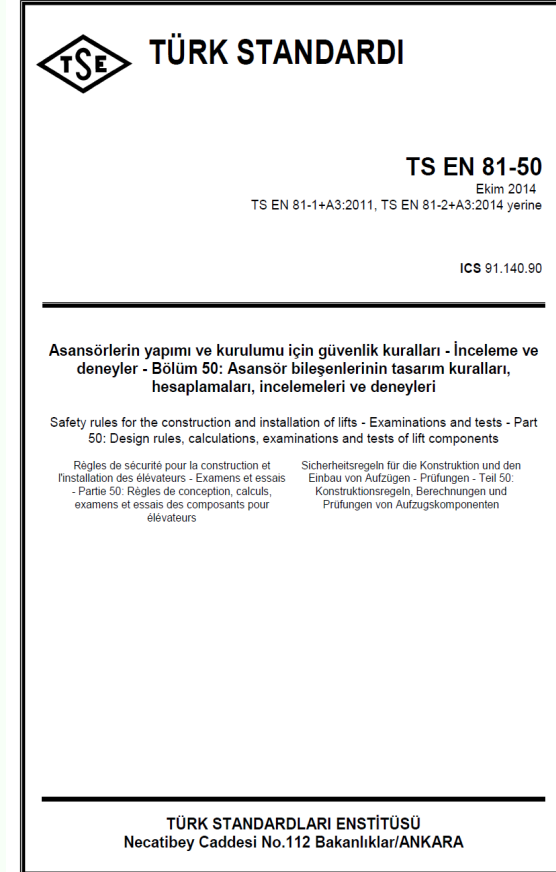 TSE
TÜRK STANDARDI
TS EN 81-50
Ekim 2014
TS EN 81-1+A3:2011, TS EN 81-2+A3:2014 yerine
ICS 91.140.90
Asansörlerin yapımı ve kurulumu için güvenlik kuralları - İnceleme ve
deneyler - Bölüm 50: Asansör bileşenlerinin tasarım kuralları,
hesaplamaları, incelemeleri ve deneyleri
Safety rules for the construction and installation of lifts - Examinations and tests - Part
50: Design rules, calculations, examinations and tests of lift components
Règles de sécurité pour la construction et
l'installation des élévateurs - Examens et essais
- Partie 50: Règles de conception, calculs,
examens et essais des composants pour
élévateurs
Sicherheitsregeln für die Konstruktion und den
Einbau von Aufzügen - Prüfungen - Teil 50:
Konstruktionsregeln, Berechnungen und
Prüfungen von Aufzugskomponenten
TÜRK STANDARDLARI ENSTİTÜSÜ
Necatibey Caddesi No.112 Bakanlıklar/ANKARA